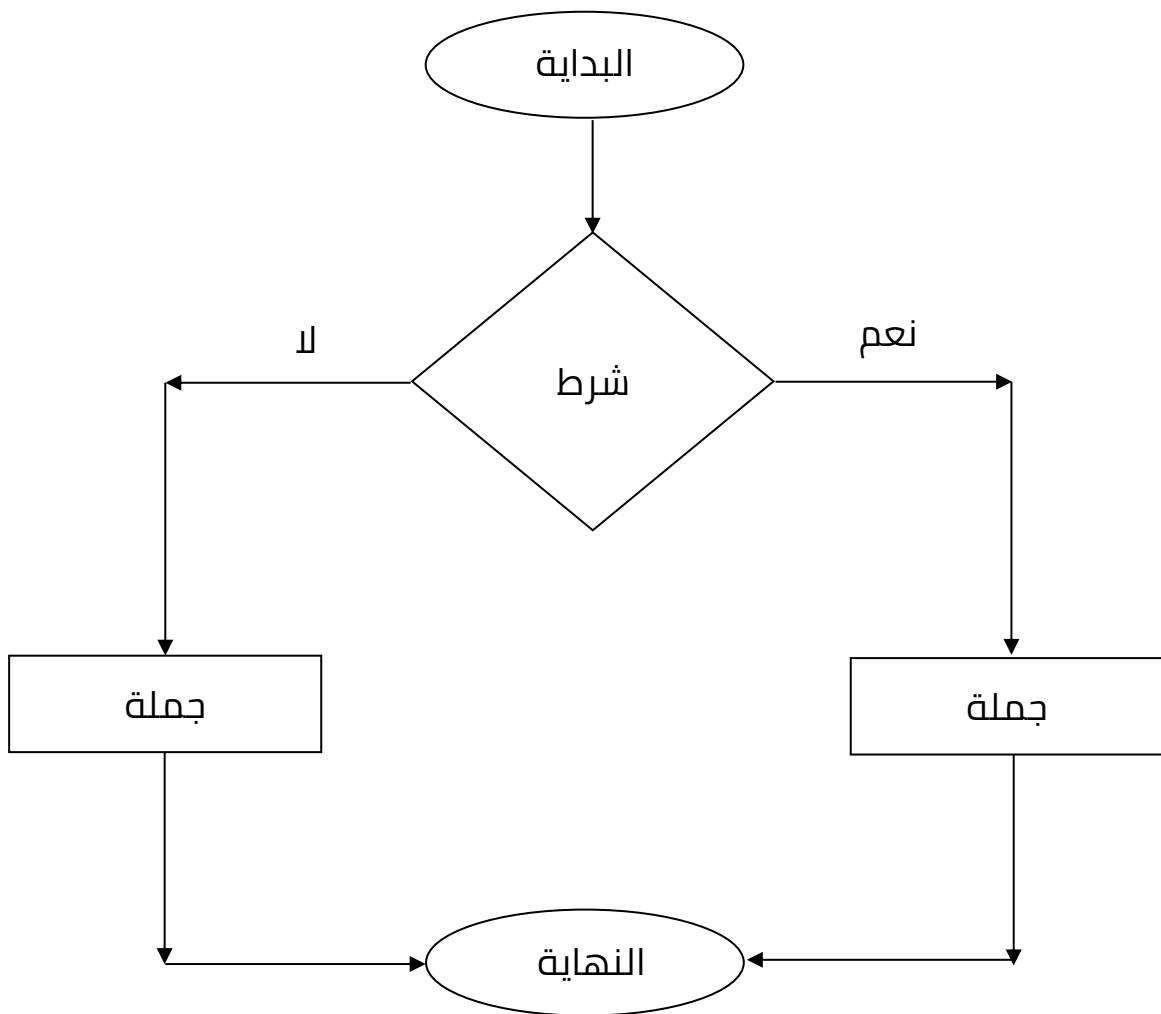 البداية
نعم
لا
شرط
جملة
جملة
النهاية